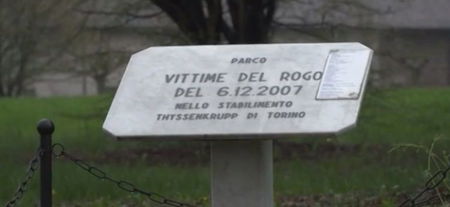 PARCO
VITTIME DEL ROGO
DEL 6.12.2007
NELLO STABILIMENTO
THYSSENKRUPP DI TORINO